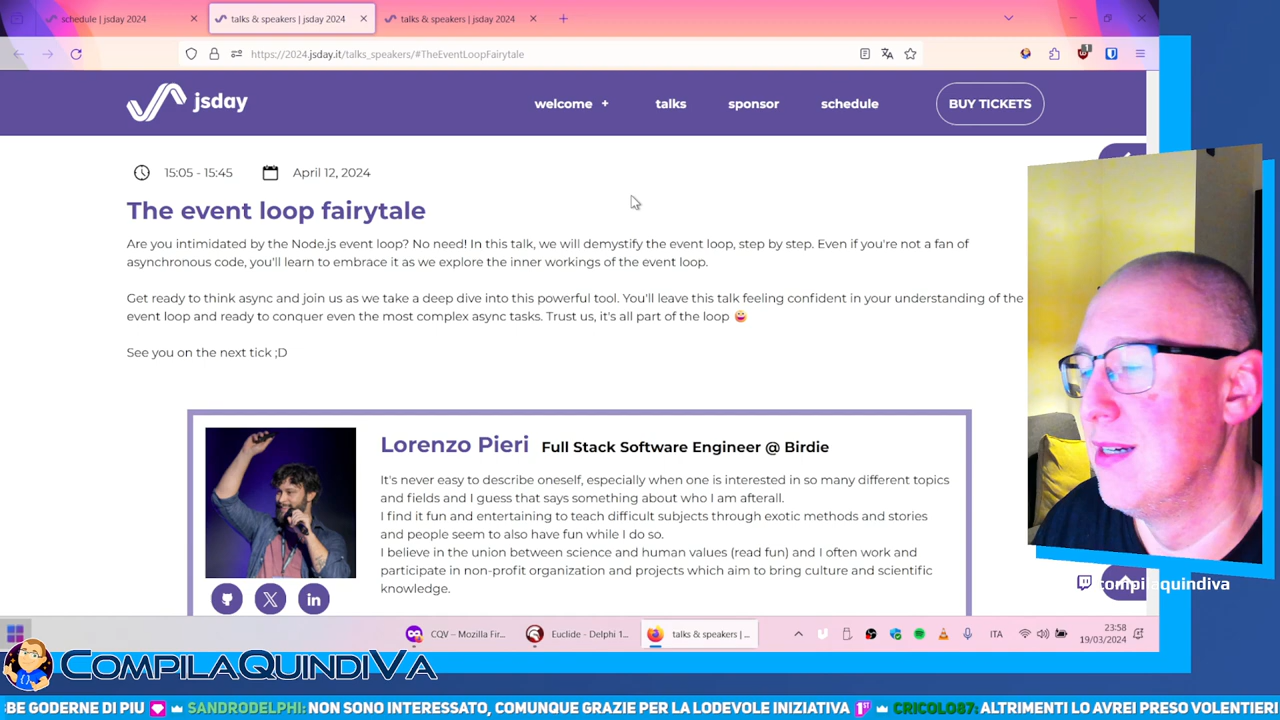 schedule | jsday 2024
talks & speakers | jsday 2024
talks & speakers | jsday 2024
https://2024.jsday.it/talks_speakers/#TheEventLoopFairytale
1
jsday
welcome +
talks
sponsor
schedule
BUY TICKETS
15:05 - 15:45
April 12, 2024
The event loop fairytale
Are you intimidated by the Node.js event loop? No need! In this talk, we will demystify the event loop, step by step. Even if you're not a fan of
asynchronous code, you'll learn to embrace it as we explore the inner workings of the event loop.
Get ready to think async and join us as we take a deep dive into this powerful tool. You'll leave this talk feeling confident in your understanding of the
event loop and ready to conquer even the most complex async tasks. Trust us, it's all part of the loop 🤪
See you on the next tick ;D
Lorenzo Pieri Full Stack Software Engineer @ Birdie
It's never easy to describe oneself, especially when one is interested in so many different topics
and fields and I guess that says something about who I am afterall.
I find it fun and entertaining to teach difficult subjects through exotic methods and stories
and people seem to also have fun while I do so.
I believe in the union between science and human values (read fun) and I often work and
participate in non-profit organization and projects which aim to bring culture and scientific
knowledge.
compilaquindiva
CQV – Mozilla Fir...
Euclide - Delphi 1...
talks & speakers | ...
ITA
23:58
19/03/2024
COMPILAQUINDIVA
BE GODERNE DI PIU SANDRODELPHI: NON SONO INTERESSATO, COMUNQUE GRAZIE PER LA LODEVOLE INIZIATIVA 1ST CRICOLO87: ALTRIMENTI LO AVREI PRESO VOLENTIERI